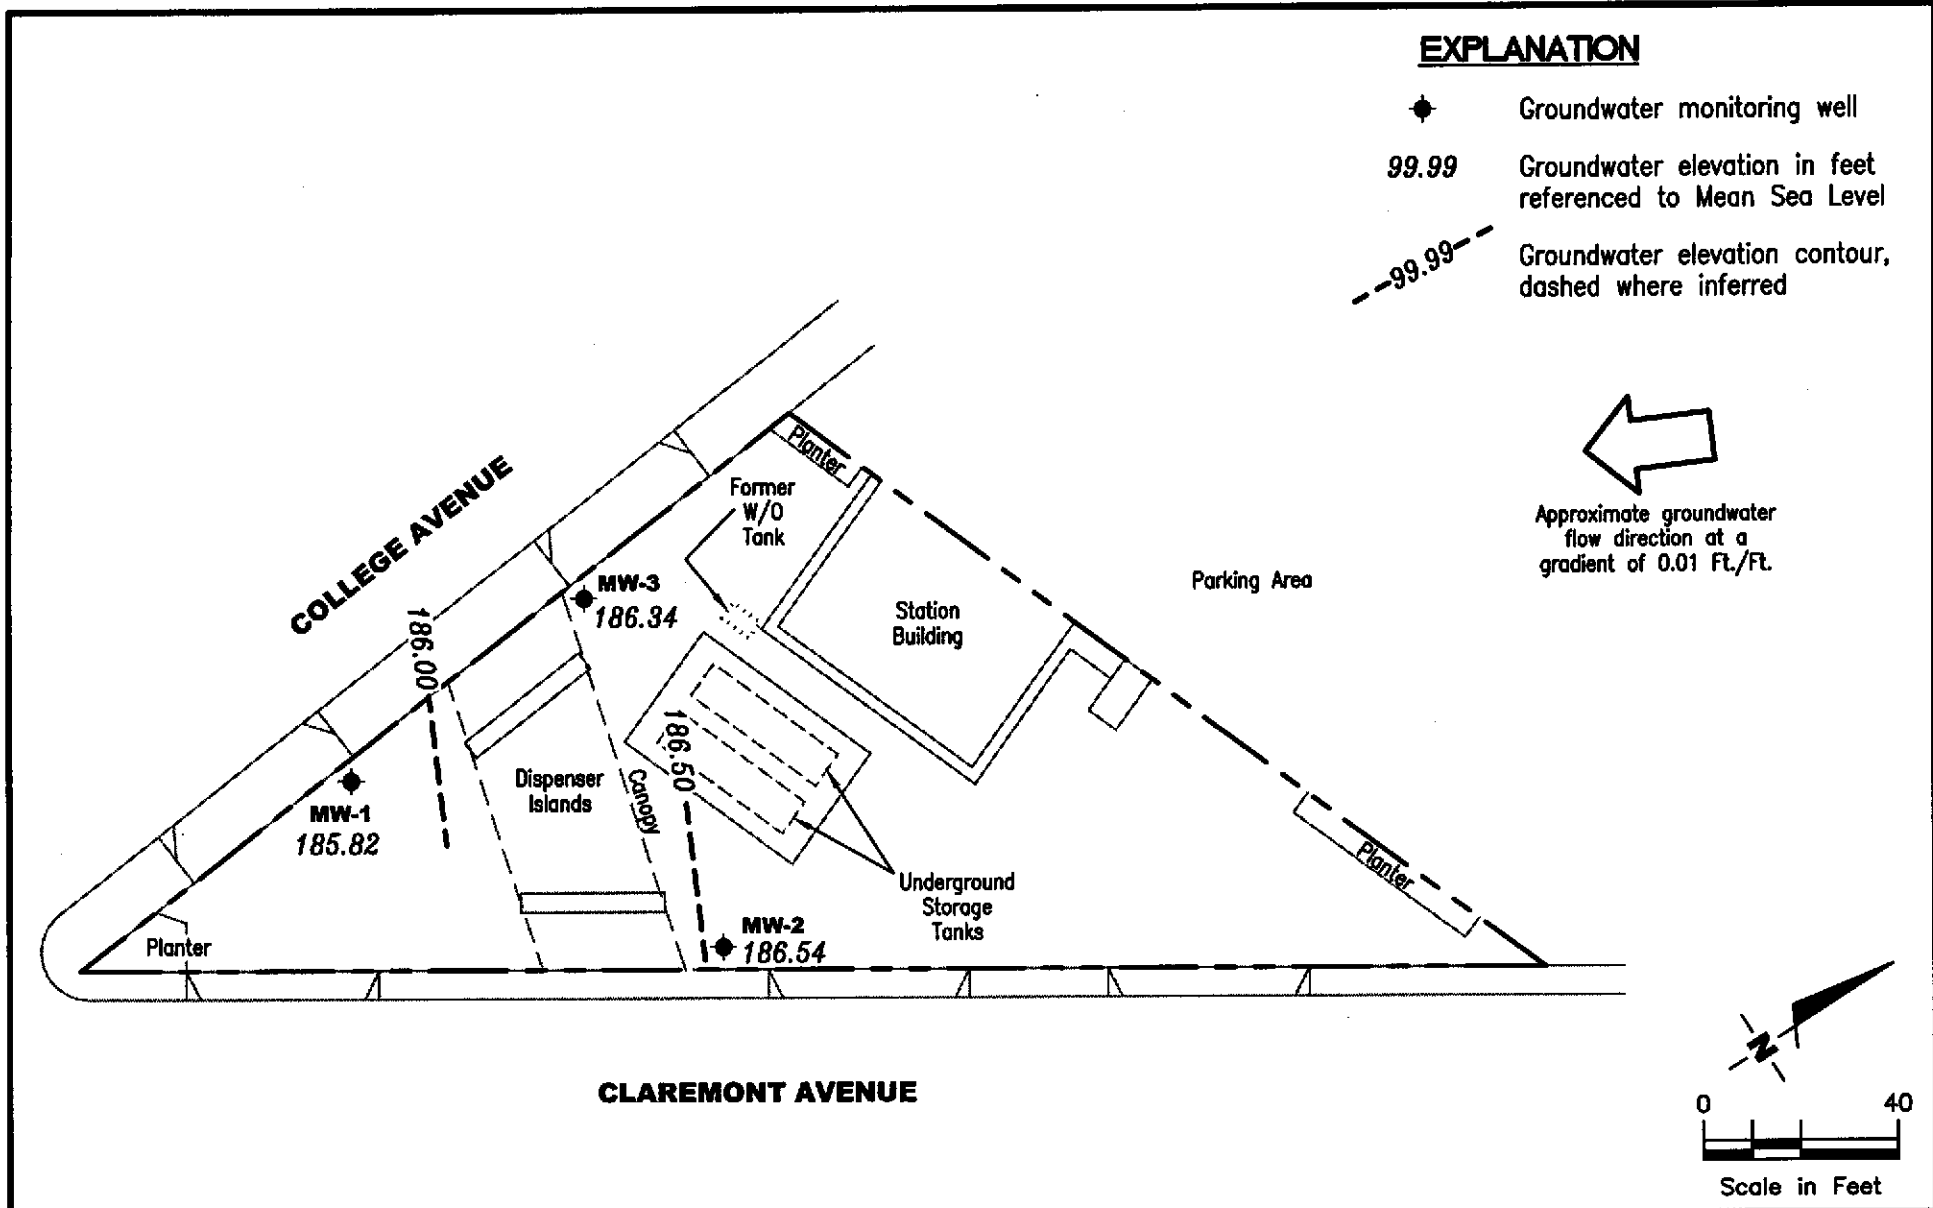 EXPLANATION
Groundwater monitoring well
99.99
Groundwater elevation in feet
referenced to Mean Sea Level
99.99
Groundwater elevation contour,
dashed where inferred
Approximate groundwater
flow direction at a
gradient of 0.01 Ft./Ft.
COLLEGE AVENUE
Planter
Former
W/O
Tank
MW-3
186.34
Station
Building
Parking Area
186.00
186.50
Dispenser
Islands
Canopy
MW-1
185.82
Underground
Storage
Tanks
Planter
MW-2
186.54
Planter
CLAREMONT AVENUE
N
0
40
Scale in Feet